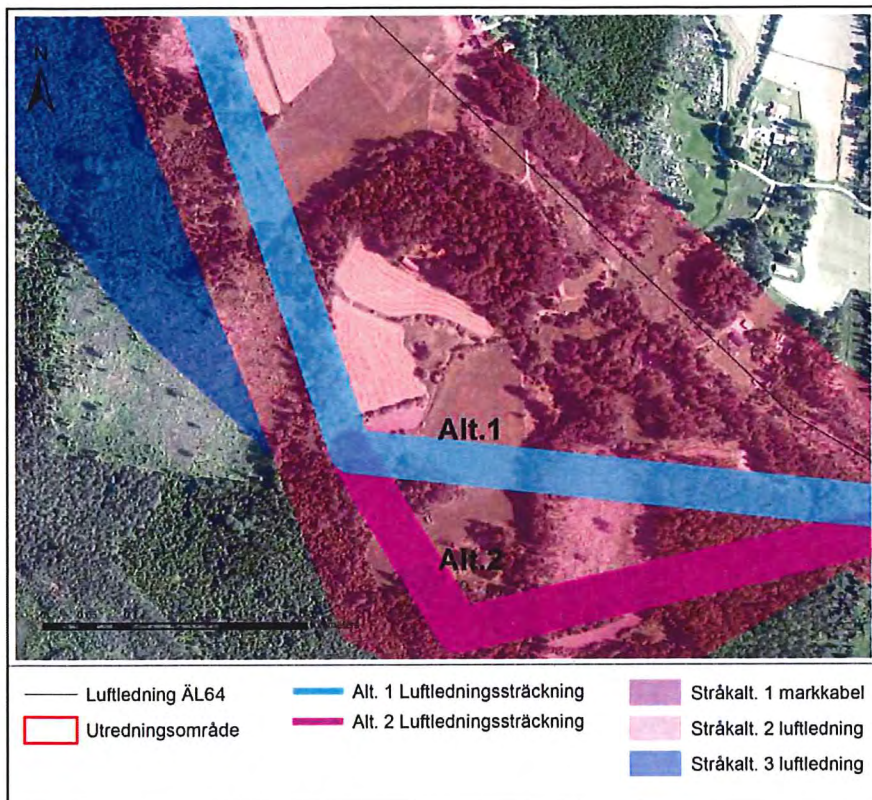 N
Alt.1
Alt.2
Luftledning ÄL64
Utredningsområde
Alt. 1 Luftledningssträckning
Alt. 2 Luftledningssträckning
Stråkalt. 1 markkabel
Stråkalt. 2 luftledning
Stråkalt. 3 luftledning